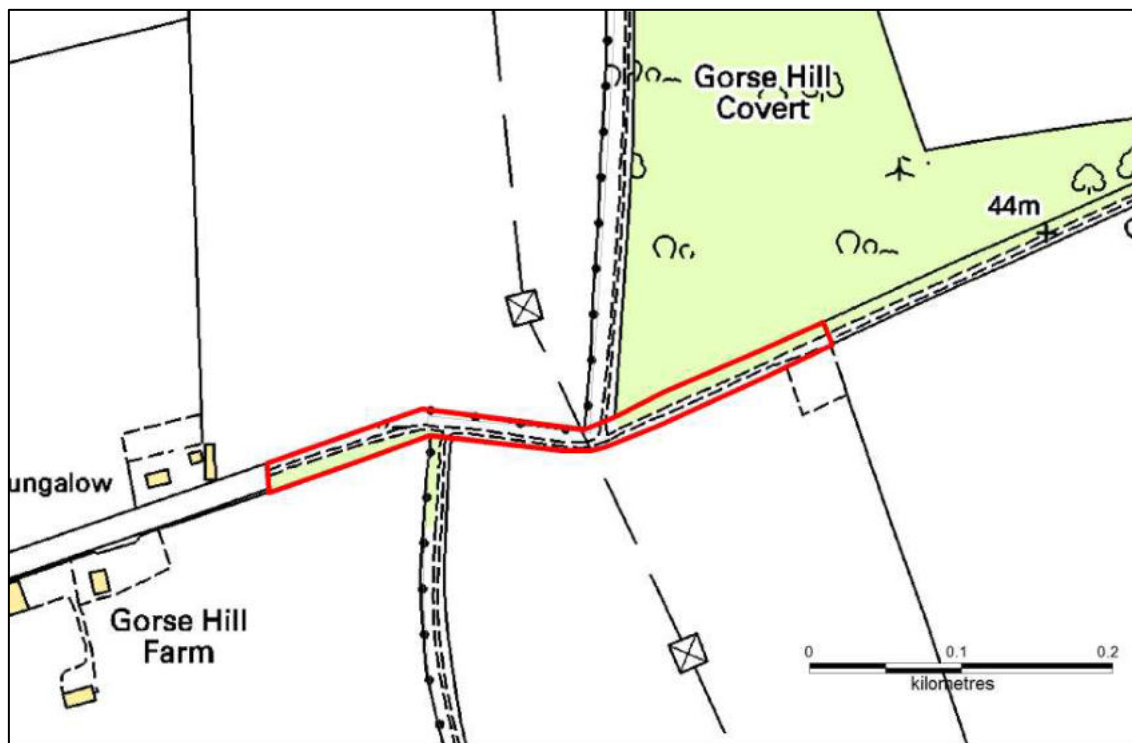 Gorse Hill
Covert
44m
ungalow
Gorse Hill
Farm
0 0.1 0.2
kilometres